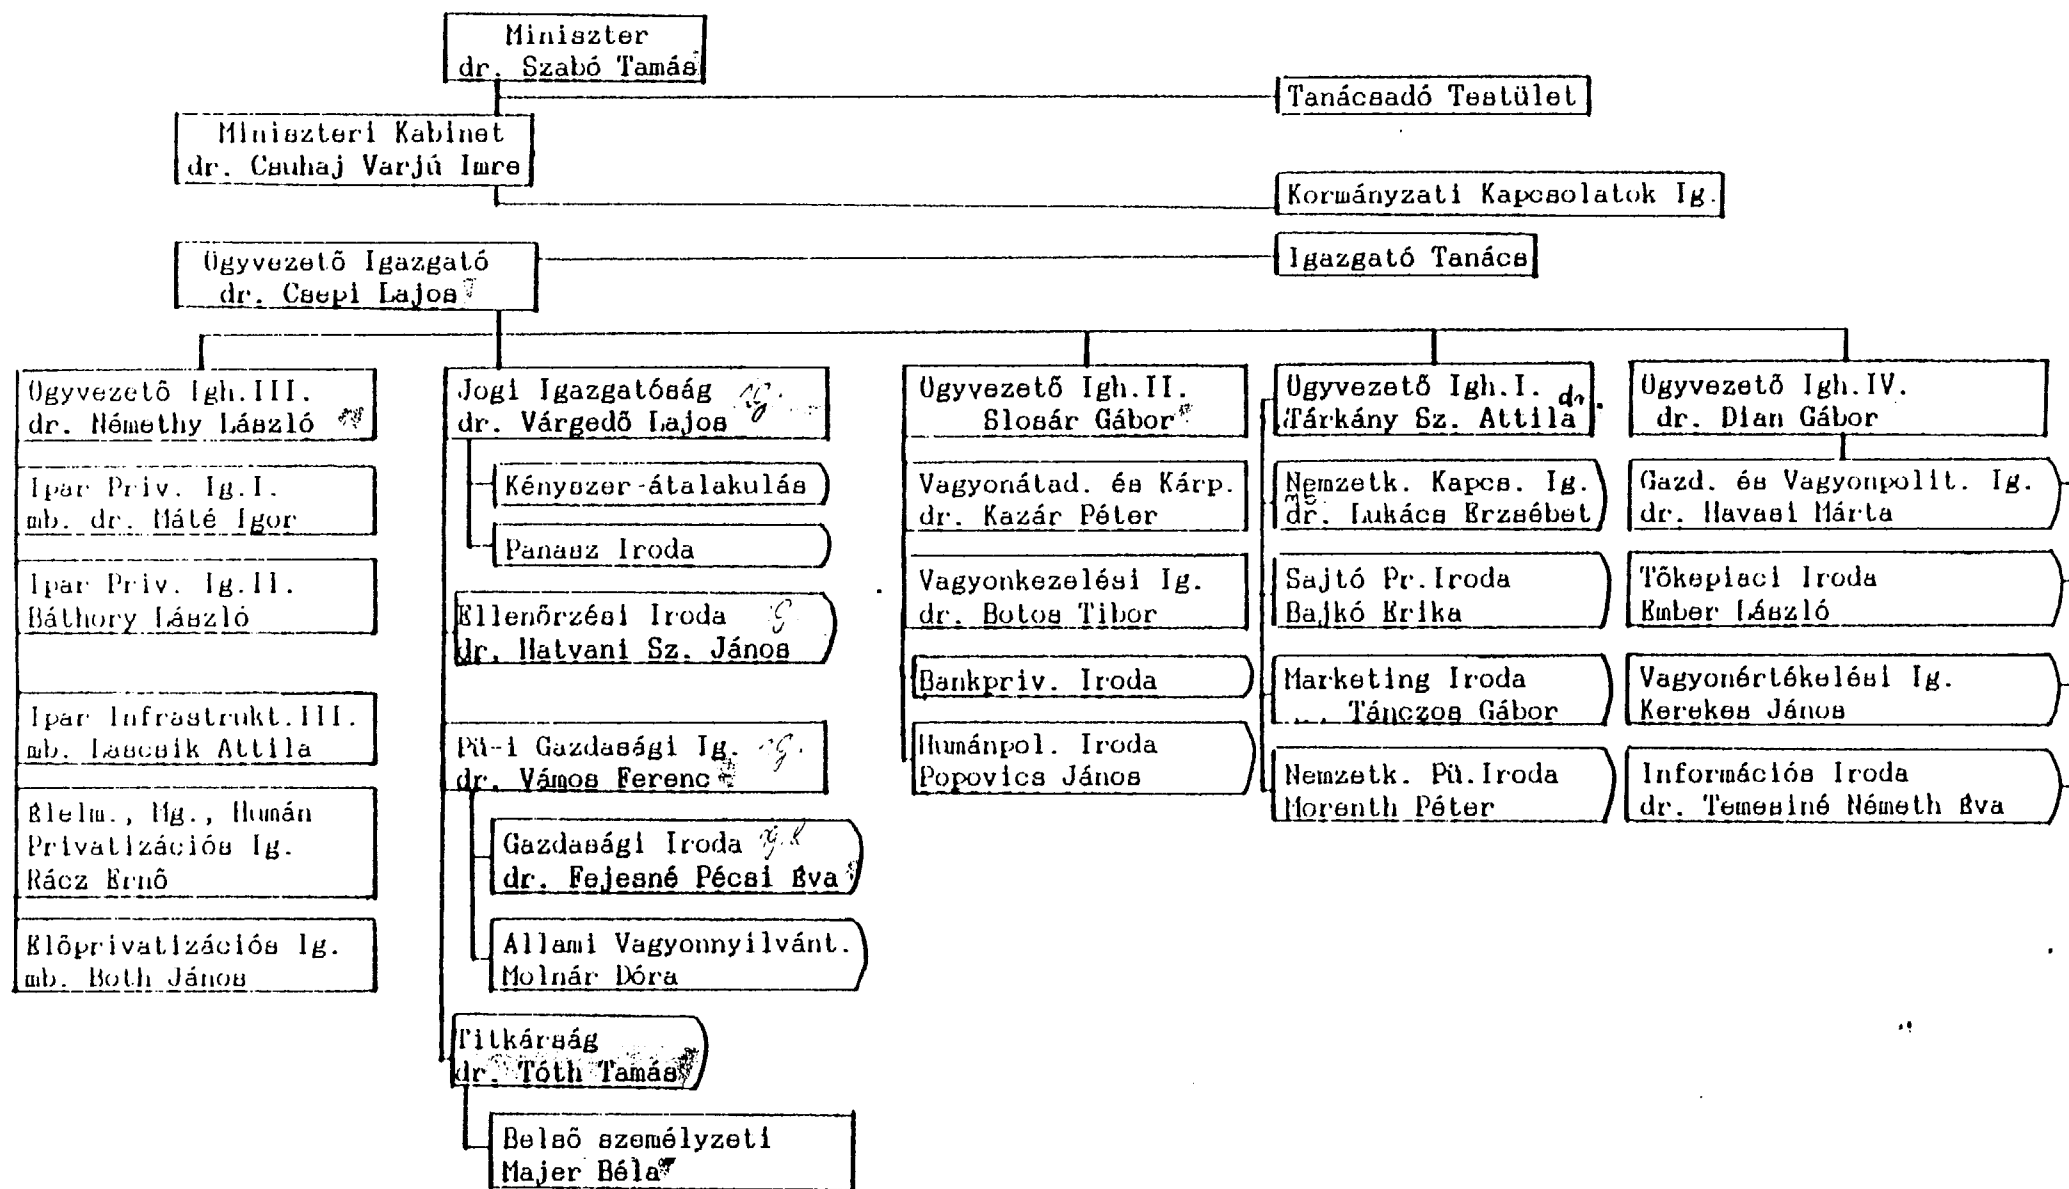 Miniszter
dr. Szabó Tamás
Tanácsadó Testület
Miniszteri Kabinet
dr. Csuhaj Varjú Imre
Kormányzati Kapcsolatok Ig.
Ügyvezető Igazgató
dr. Csepi Lajos
Igazgató Tanács
Ügyvezető Igh.III.
dr. Némethy László
Ipar Priv. Ig.I.
mb. dr. Máté Igor
Ipar Priv. Ig.II.
Báthory László
Ipar Infrastrukt.III.
mb. Lascsik Attila
Élelm., Mg., Humán
Privatizációs Ig.
Rácz Ernő
Előprivatizációs Ig.
mb. Both János
Jogi Igazgatóság
dr. Várgedő Lajos
Kényszer-átalakulás
Panasz Iroda
Ellenőrzési Iroda
dr. Hatvani Sz. János
Pü-i Gazdasági Ig.
dr. Vámos Ferenc
Gazdasági Iroda
dr. Fejesné Pécsi Éva
Állami Vagyonnyilvánt.
Molnár Dóra
Titkárság
dr. Tóth Tamás
Belső személyzeti
Majer Béla
Ügyvezető Igh.II.
Slosár Gábor
Vagyonátad. és Kárp.
dr. Kazár Péter
Vagyonkezelési Ig.
dr. Botos Tibor
Bankpriv. Iroda
Humánpol. Iroda
Popovics János
Ügyvezető Igh.I. dr.
Tárkány Sz. Attila
Nemzetk. Kapcs. Ig.
dr. Lukács Erzsébet
Sajtó Pr.Iroda
Bajkó Erika
Marketing Iroda
Tánczos Gábor
Nemzetk. Pü.Iroda
Morenth Péter
Ügyvezető Igh.IV.
dr. Dian Gábor
Gazd. és Vagyonpolit. Ig.
dr. Havasi Márta
Tőkepiaci Iroda
Ember László
Vagyonértékelési Ig.
Kerekes János
Információs Iroda
dr. Temesiné Németh Éva